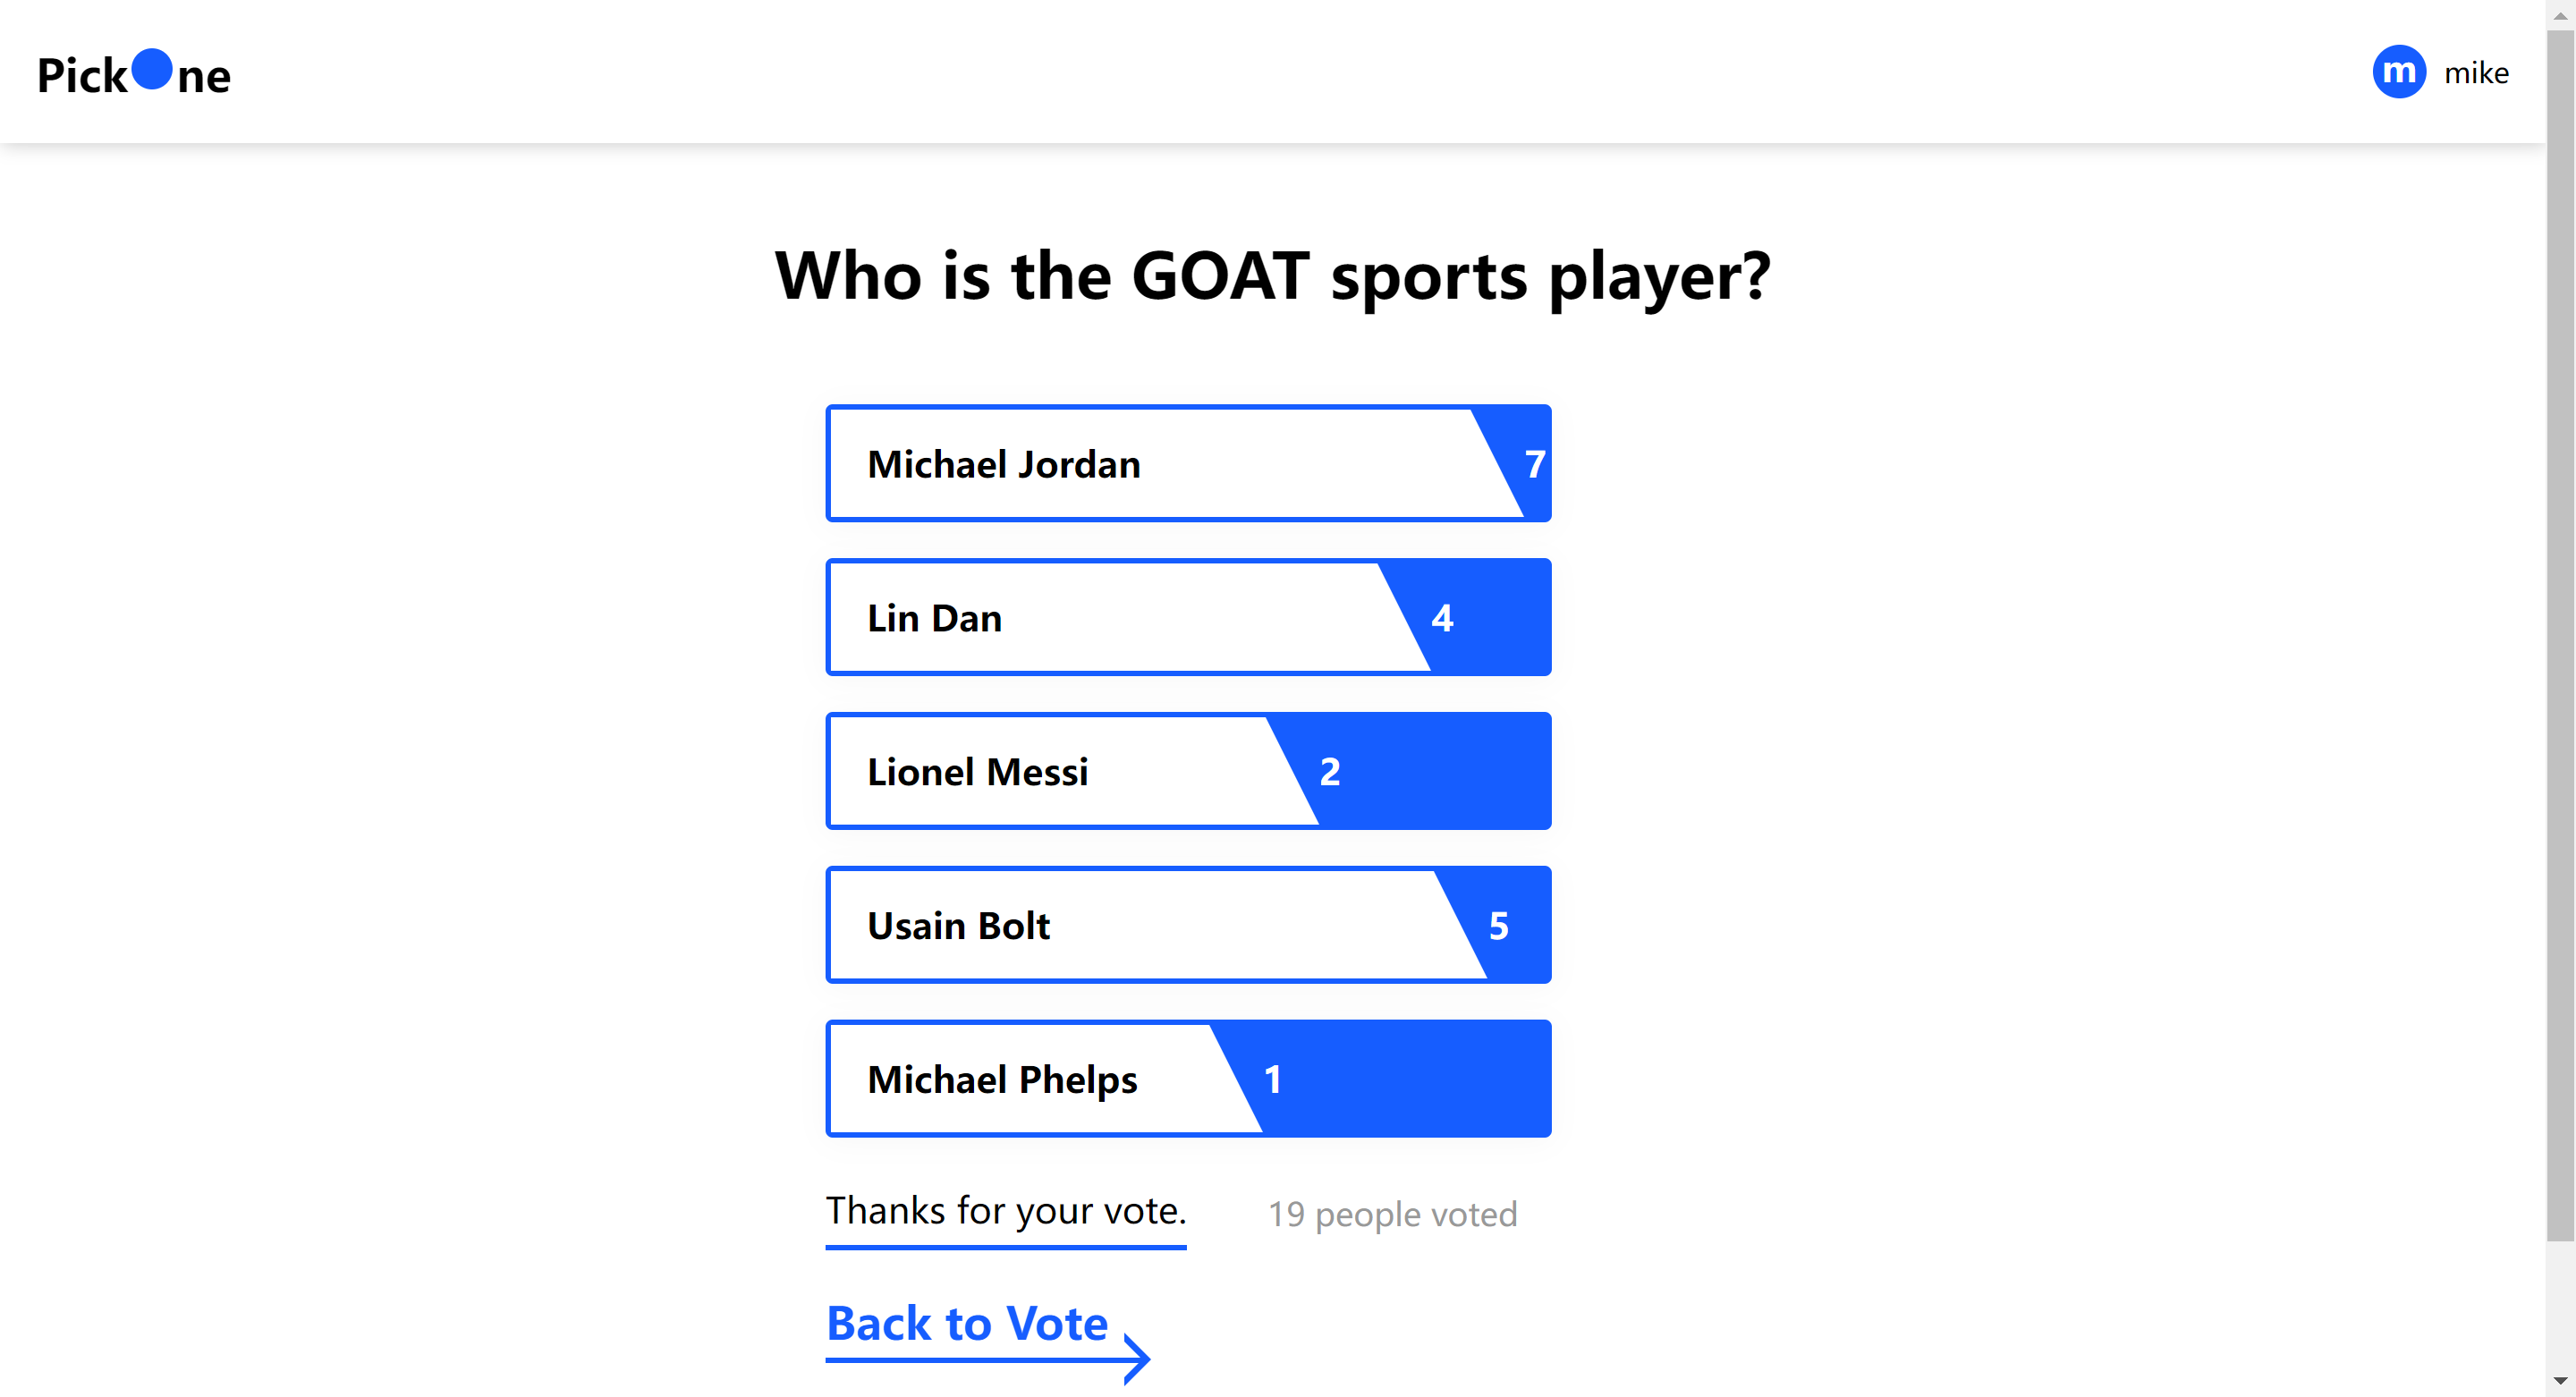 Pick ne
m mike
Who is the GOAT sports player?
Michael Jordan 7
Lin Dan 4
Lionel Messi 2
Usain Bolt 5
Michael Phelps 1
Thanks for your vote. 19 people voted
Back to Vote